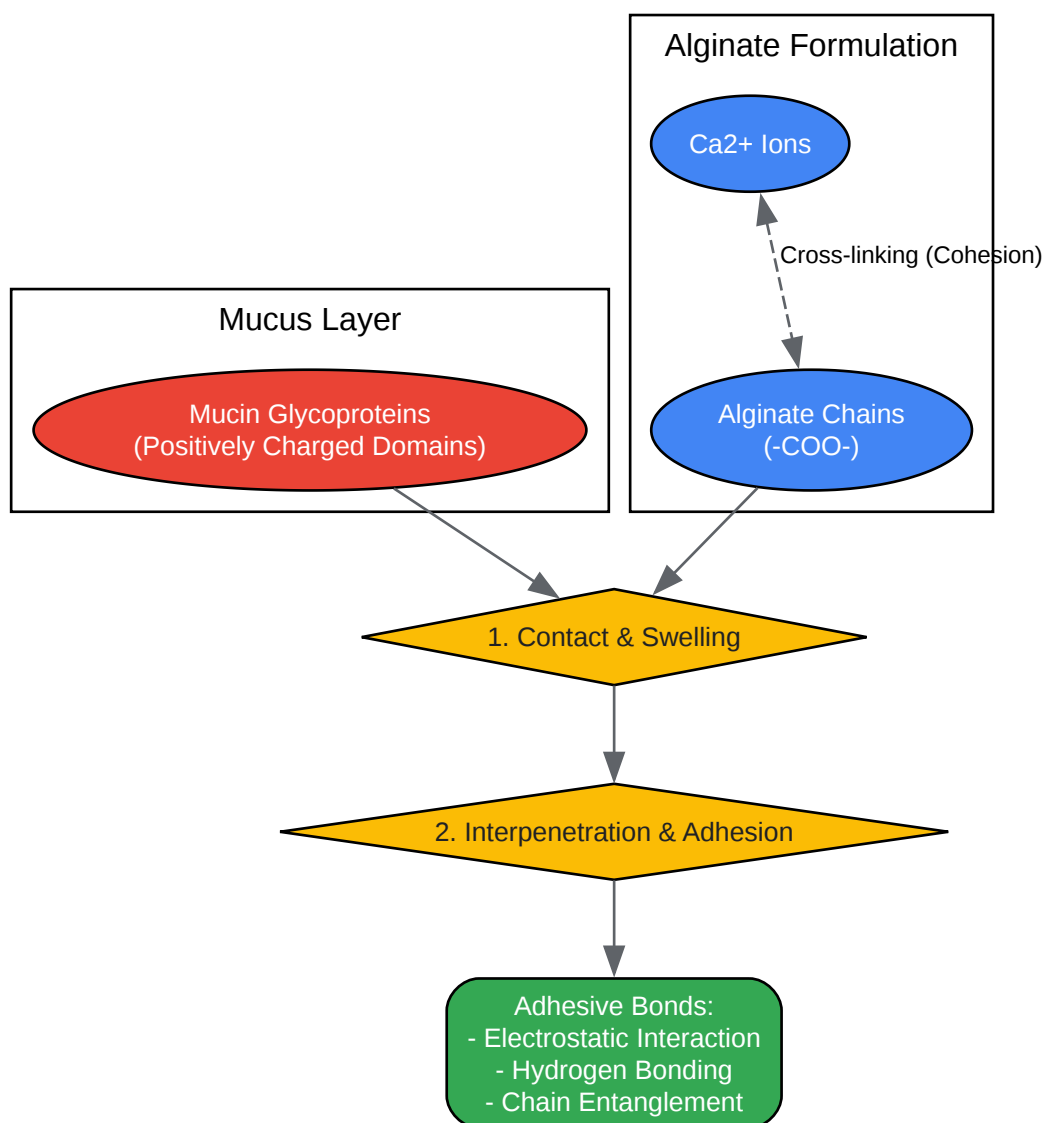 Alginate Formulation
Ca2+ Ions
Cross-linking (Cohesion)
Mucus Layer
Mucin Glycoproteins
(Positively Charged Domains)
Alginate Chains
(-COO-)
1. Contact & Swelling
2. Interpenetration & Adhesion
Adhesive Bonds:
- Electrostatic Interaction
- Hydrogen Bonding
- Chain Entanglement